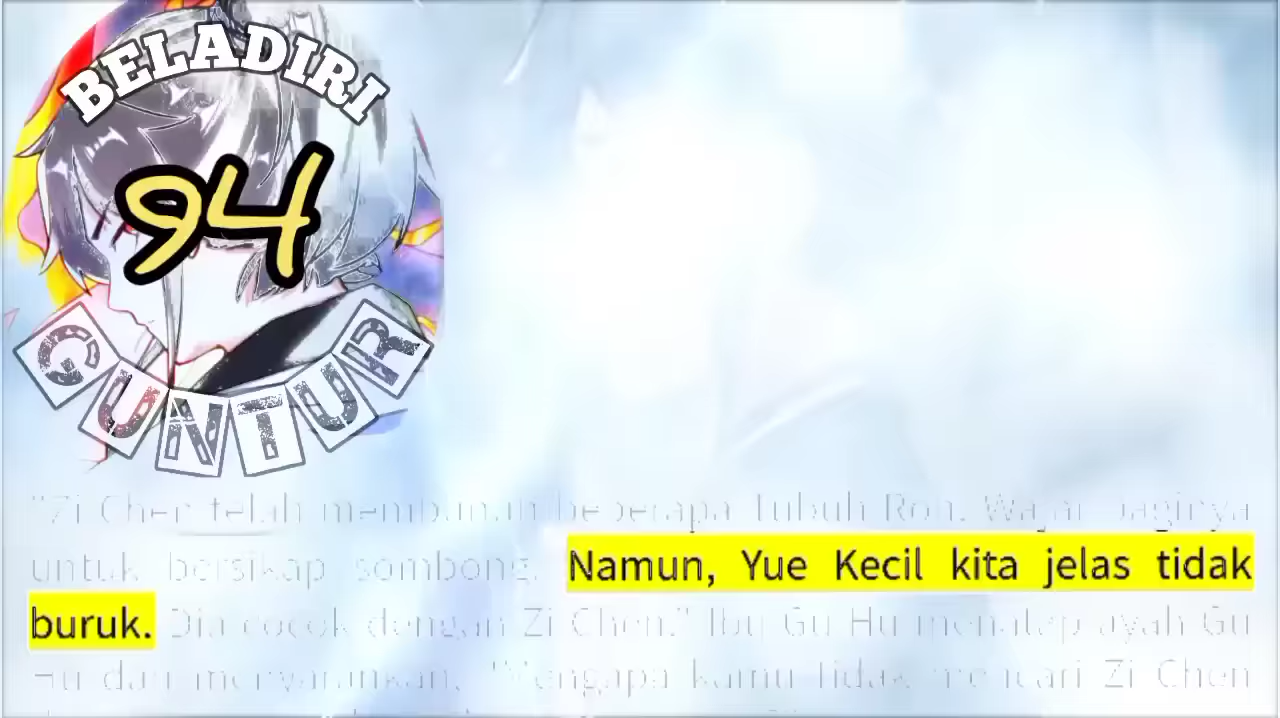 BELADIRI
94
GUNTUR
"Zi Chen telah membunuh beberapa Tubuh Roh. Wajar baginya
untuk bersikap sombong. Namun, Yue Kecil kita jelas tidak
buruk. Dia cocok dengan Zi Chen." Ibu Gu Hu menatap ayah Gu
Hu dan menyarankan, "Mengapa kamu tidak mencari Zi Chen